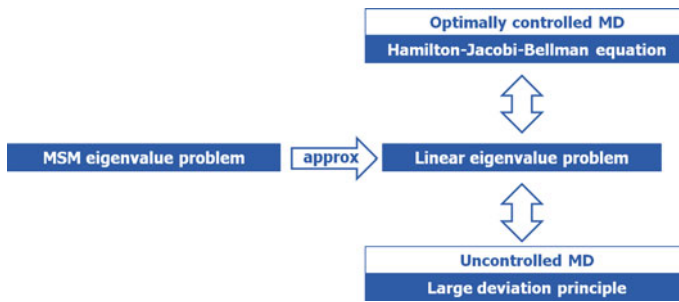 Optimally controlled MD
Hamilton-Jacobi-Bellman equation
MSM eigenvalue problem
approx
Linear eigenvalue problem
Uncontrolled MD
Large deviation principle